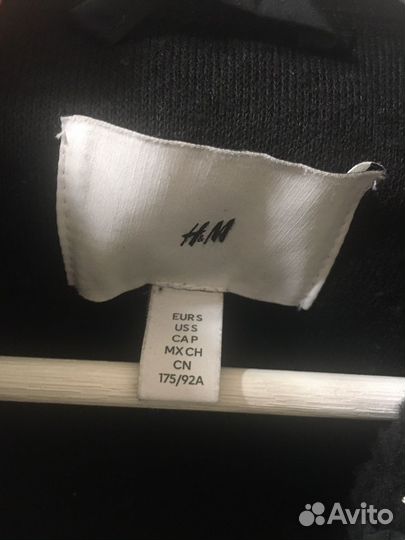 H&M
EUR S
US S
CA P
MX CH
CN
175/92A
Avito